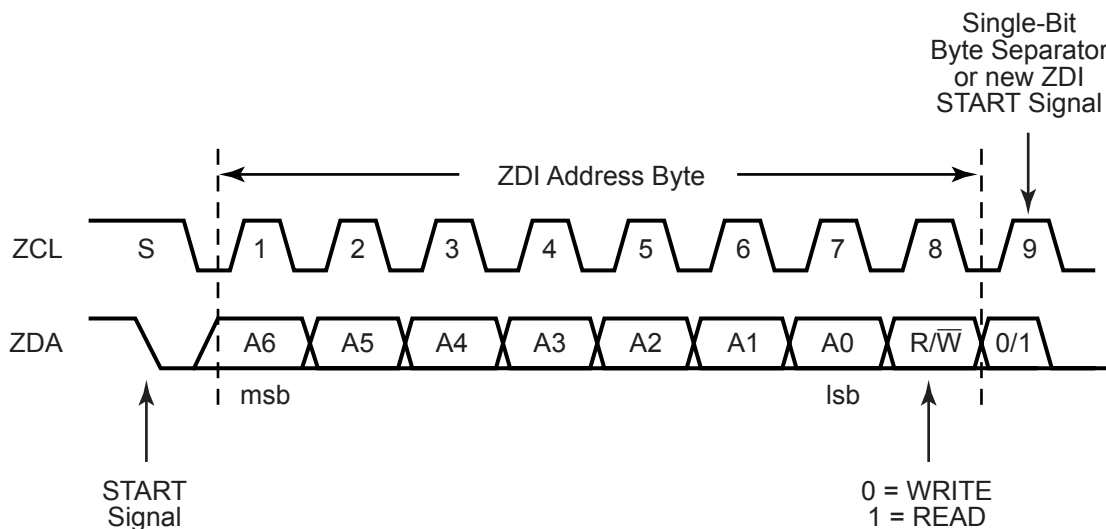 Single-Bit
Byte Separator
or new ZDI
START Signal
ZDI Address Byte
ZCL S 1 2 3 4 5 6 7 8 9
ZDA A6 A5 A4 A3 A2 A1 A0 R/W̅ 0/1
msb lsb
START
Signal
0 = WRITE
1 = READ